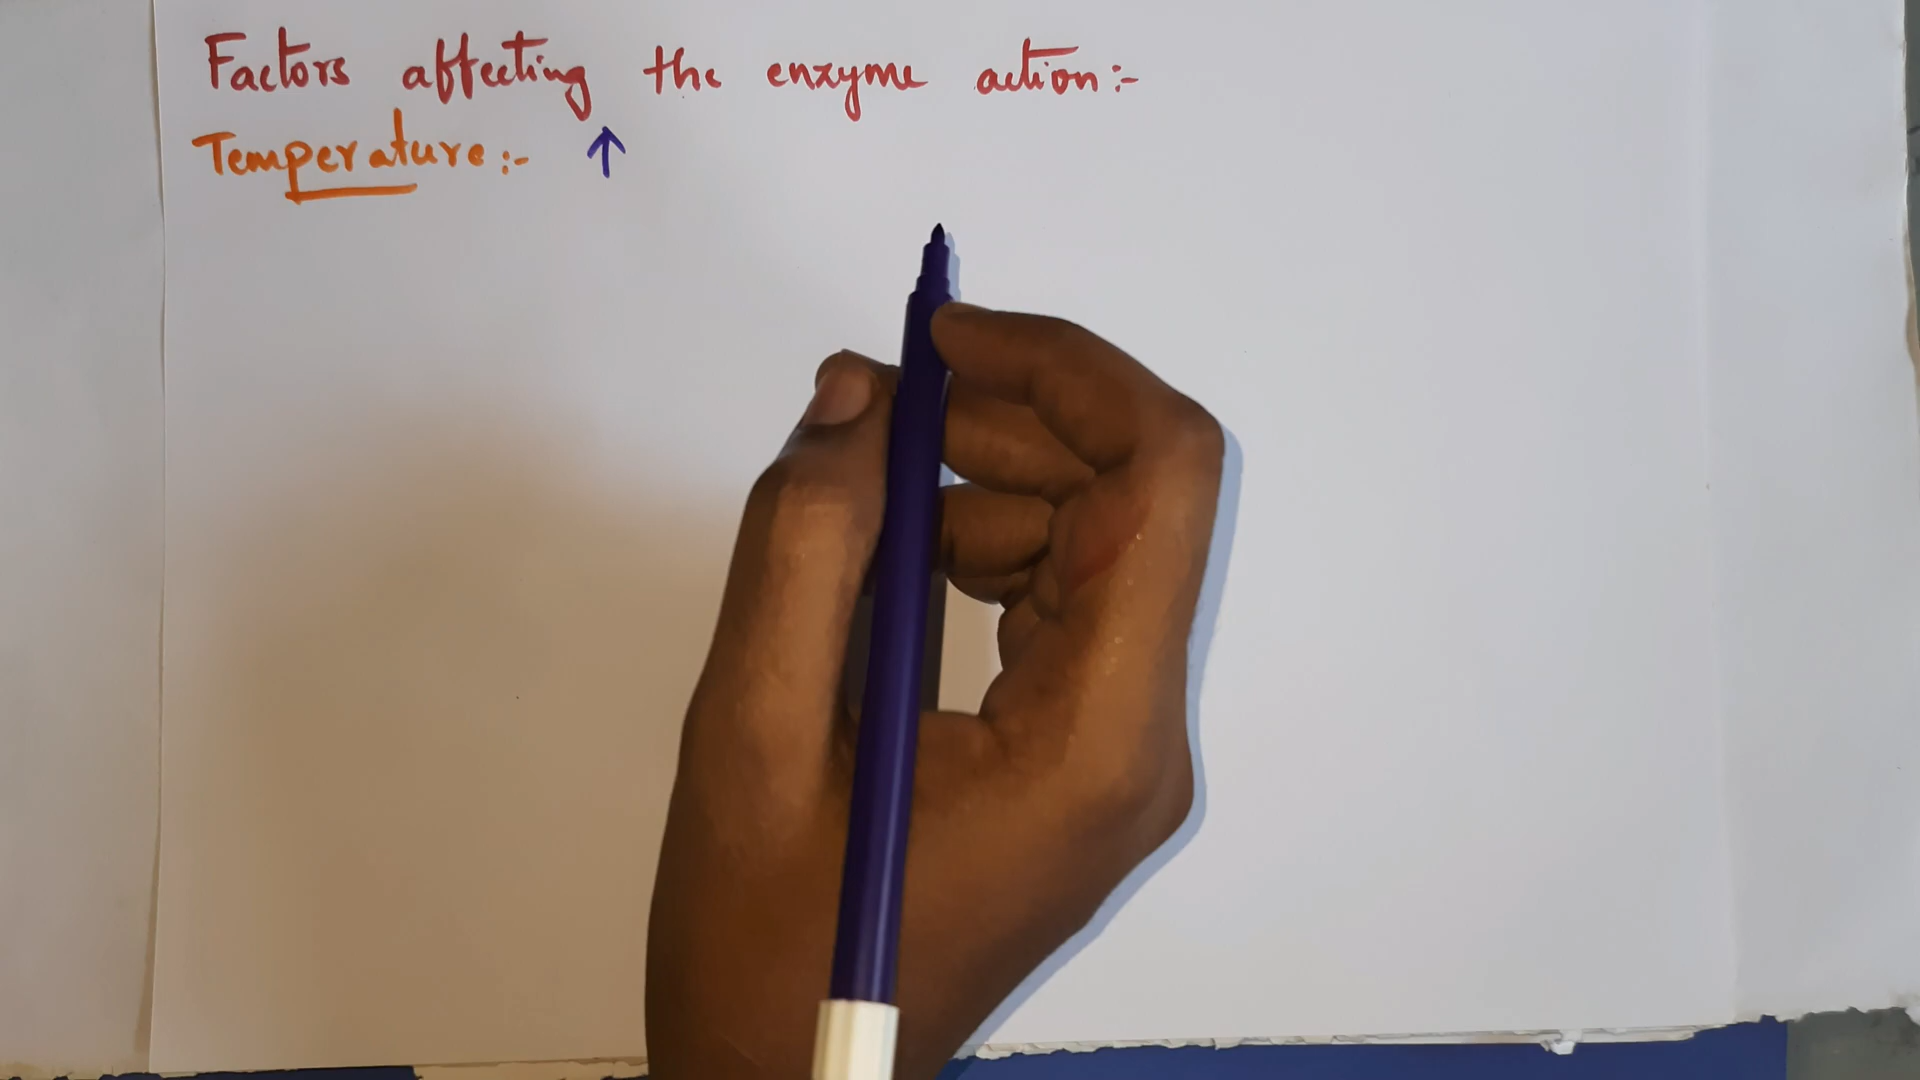 Factors affecting the enzyme action:-
Temperature:- ↑